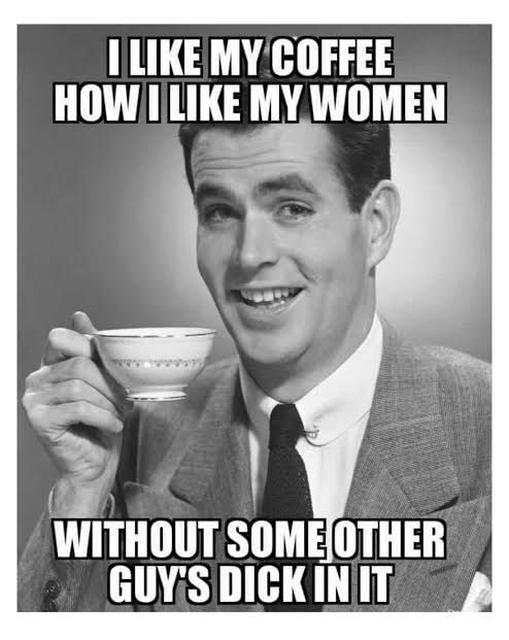 I LIKE MY COFFEE
HOW I LIKE MY WOMEN
WITHOUT SOME OTHER
GUY'S DICK IN IT